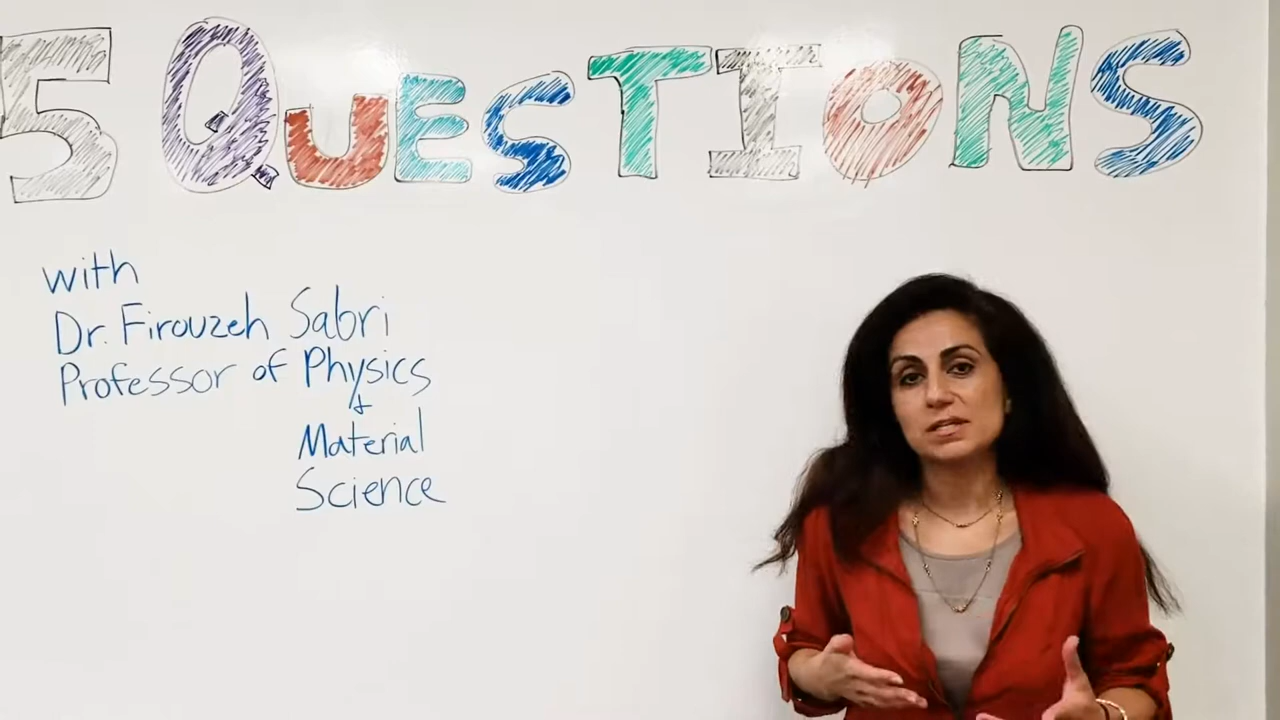 5 QUESTIONS
with
Dr. Firouzeh Sabri
Professor of Physics
+
Material
Science